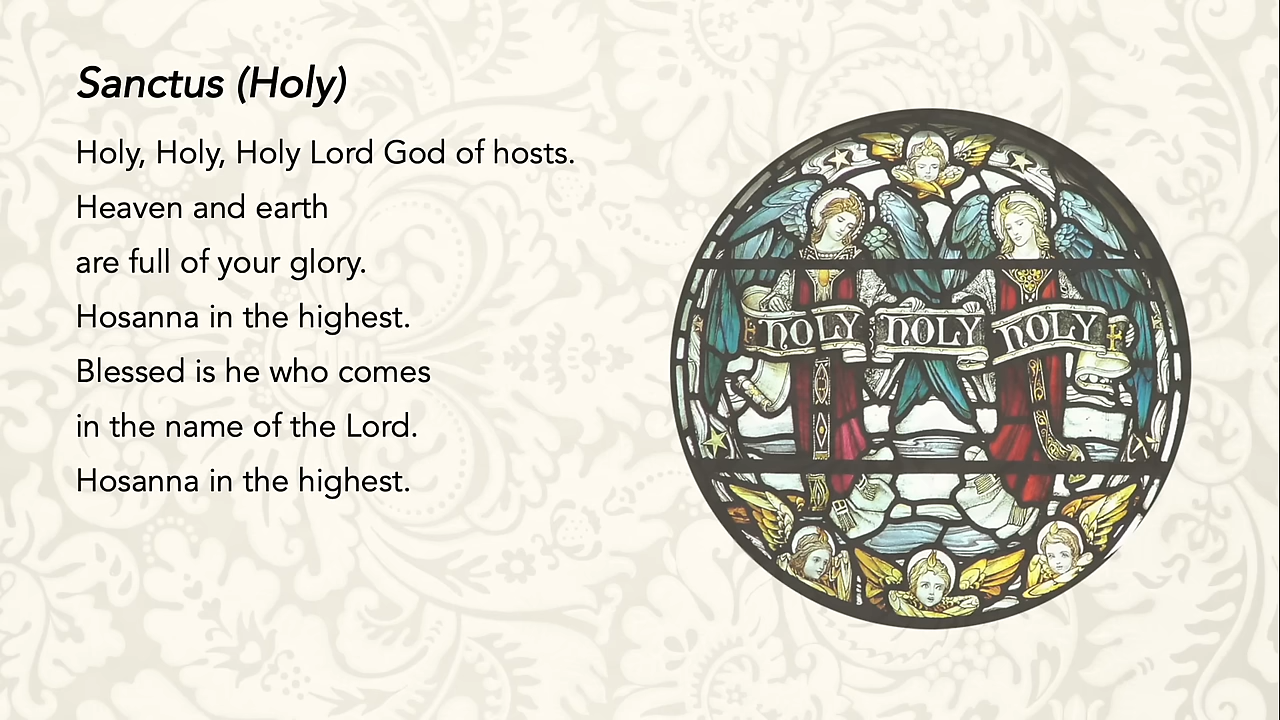 Sanctus (Holy)
Holy, Holy, Holy Lord God of hosts.
Heaven and earth
are full of your glory.
Hosanna in the highest.
Blessed is he who comes
in the name of the Lord.
Hosanna in the highest.
HOLY HOLY HOLY